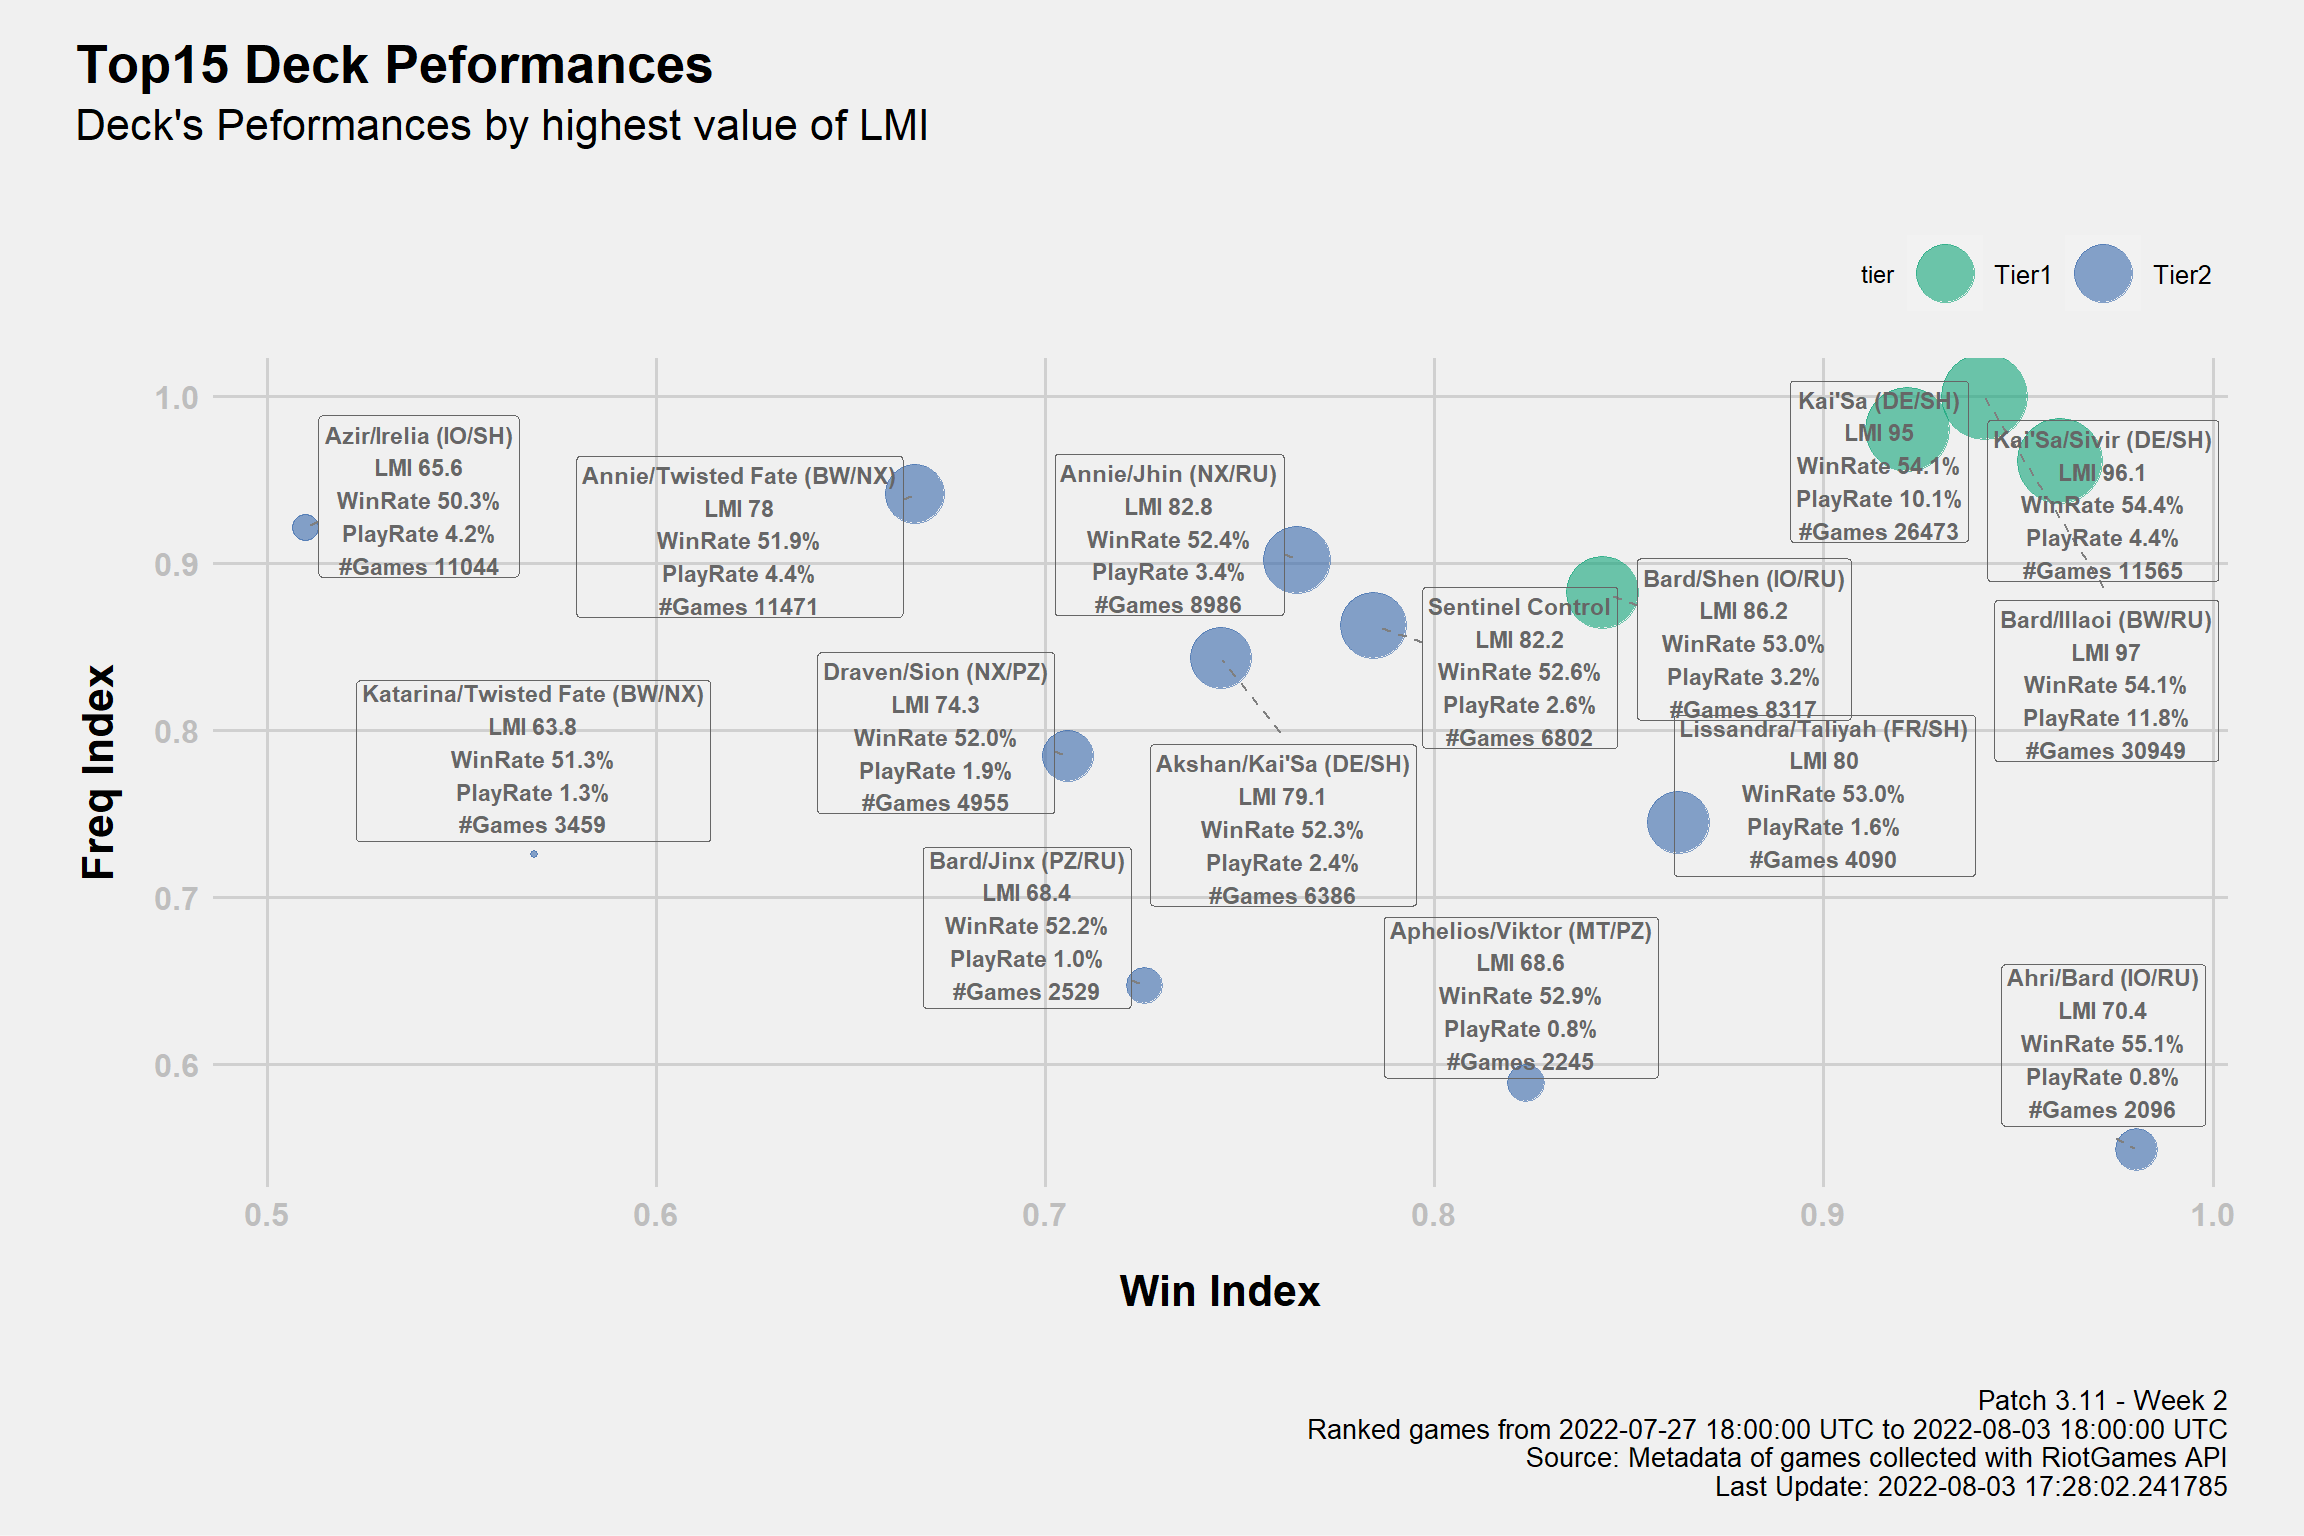 Top15 Deck Peformances
Deck's Peformances by highest value of LMI
tier Tier1 Tier2
Freq Index
1.0
0.9
0.8
0.7
0.6
Azir/Irelia (IO/SH)
LMI 65.6
WinRate 50.3%
PlayRate 4.2%
#Games 11044
Annie/Twisted Fate (BW/NX)
LMI 78
WinRate 51.9%
PlayRate 4.4%
#Games 11471
Annie/Jhin (NX/RU)
LMI 82.8
WinRate 52.4%
PlayRate 3.4%
#Games 8986
Kai'Sa (DE/SH)
LMI 95
WinRate 54.1%
PlayRate 10.1%
#Games 26473
Kai'Sa/Sivir (DE/SH)
LMI 96.1
WinRate 54.4%
PlayRate 4.4%
#Games 11565
Sentinel Control
LMI 82.2
WinRate 52.6%
PlayRate 2.6%
#Games 6802
Bard/Shen (IO/RU)
LMI 86.2
WinRate 53.0%
PlayRate 3.2%
#Games 8317
Bard/Illaoi (BW/RU)
LMI 97
WinRate 54.1%
PlayRate 11.8%
#Games 30949
Katarina/Twisted Fate (BW/NX)
LMI 63.8
WinRate 51.3%
PlayRate 1.3%
#Games 3459
Draven/Sion (NX/PZ)
LMI 74.3
WinRate 52.0%
PlayRate 1.9%
#Games 4955
Akshan/Kai'Sa (DE/SH)
LMI 79.1
WinRate 52.3%
PlayRate 2.4%
#Games 6386
Lissandra/Taliyah (FR/SH)
LMI 80
WinRate 53.0%
PlayRate 1.6%
#Games 4090
Bard/Jinx (PZ/RU)
LMI 68.4
WinRate 52.2%
PlayRate 1.0%
#Games 2529
Aphelios/Viktor (MT/PZ)
LMI 68.6
WinRate 52.9%
PlayRate 0.8%
#Games 2245
Ahri/Bard (IO/RU)
LMI 70.4
WinRate 55.1%
PlayRate 0.8%
#Games 2096
0.5 0.6 0.7 0.8 0.9 1.0
Win Index
Patch 3.11 - Week 2
Ranked games from 2022-07-27 18:00:00 UTC to 2022-08-03 18:00:00 UTC
Source: Metadata of games collected with RiotGames API
Last Update: 2022-08-03 17:28:02.241785